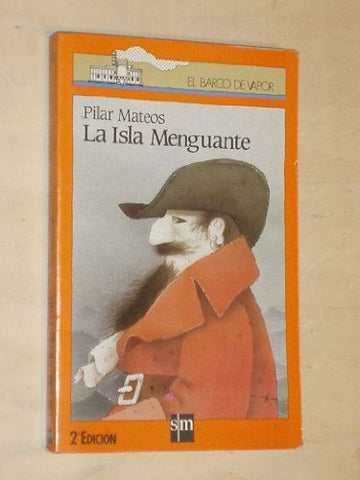 EL BARCO DE VAPOR
Pilar Mateos
La Isla Menguante
2ª EDICIÓN
sm